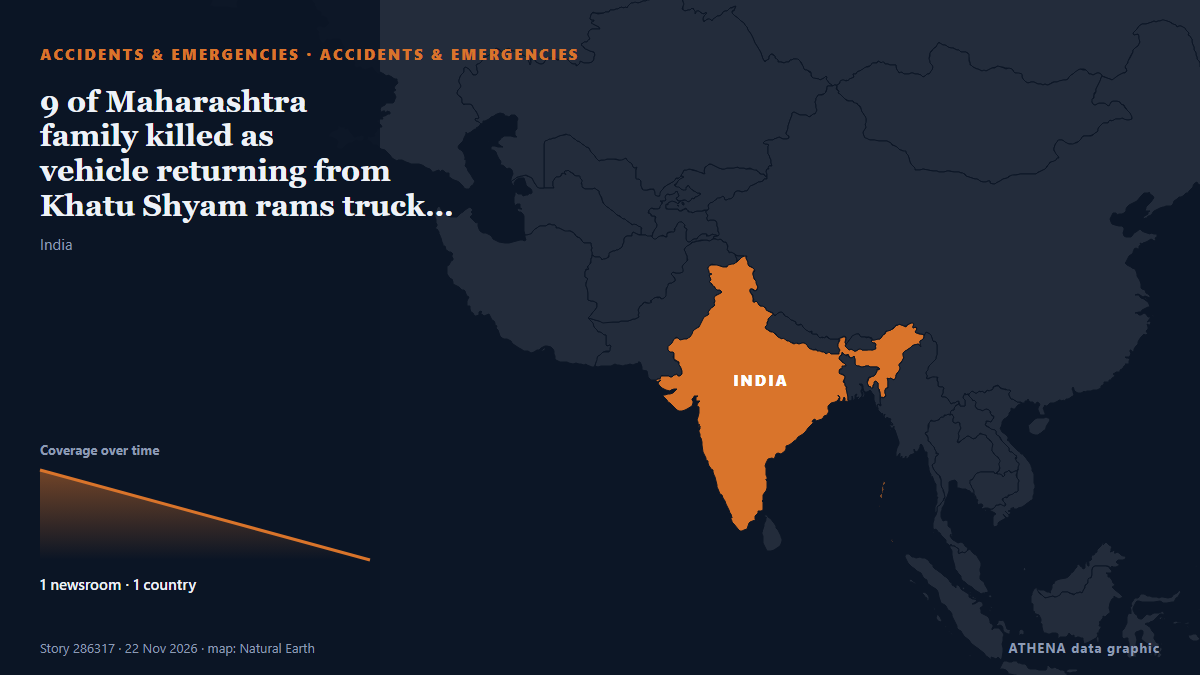 ACCIDENTS & EMERGENCIES · ACCIDENTS & EMERGENCIES
9 of Maharashtra
family killed as
vehicle returning from
Khatu Shyam rams truck...
India
INDIA
Coverage over time
1 newsroom · 1 country
Story 286317 · 22 Nov 2026 · map: Natural Earth
ATHENA data graphic